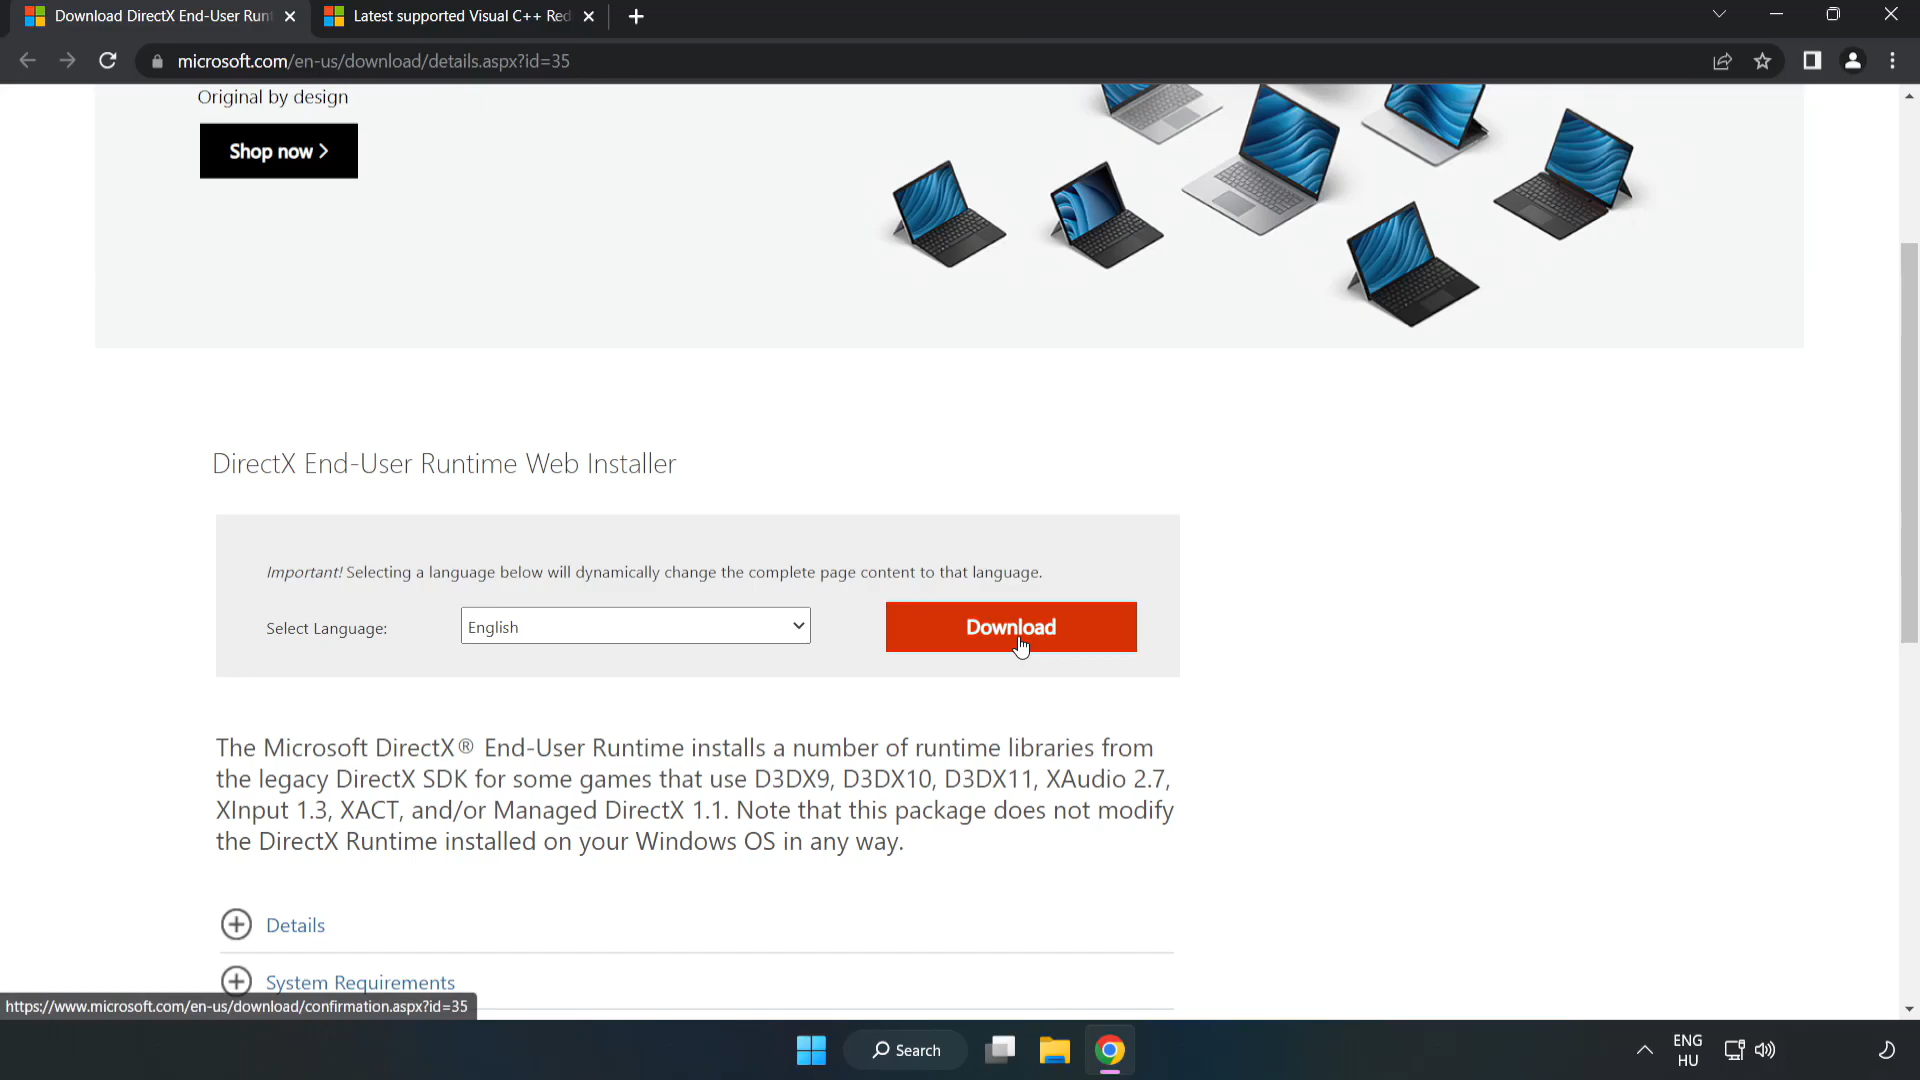 Download DirectX End-User Runt
Latest supported Visual C++ Red
microsoft.com/en-us/download/details.aspx?id=35
Original by design
Shop now
DirectX End-User Runtime Web Installer
Important! Selecting a language below will dynamically change the complete page content to that language.
Select Language:
English
Download
The Microsoft DirectX® End-User Runtime installs a number of runtime libraries from
the legacy DirectX SDK for some games that use D3DX9, D3DX10, D3DX11, XAudio 2.7,
XInput 1.3, XACT, and/or Managed DirectX 1.1. Note that this package does not modify
the DirectX Runtime installed on your Windows OS in any way.
Details
System Requirements
https://www.microsoft.com/en-us/download/confirmation.aspx?id=35
Search
ENG
HU